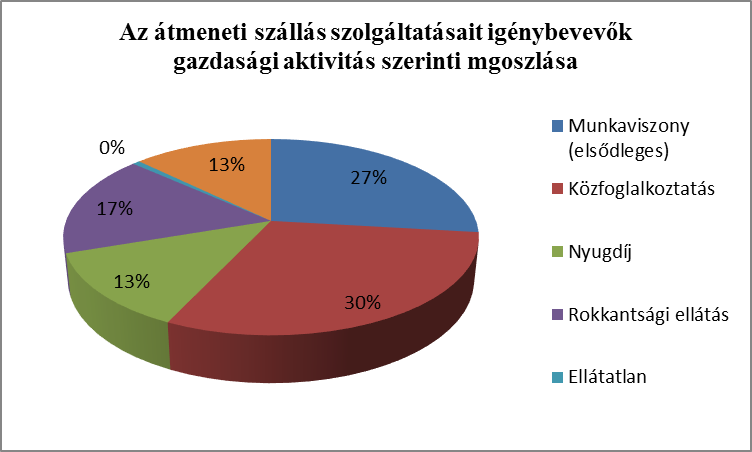 Az átmeneti szállás szolgáltatásait igénybevevők
gazdasági aktivitás szerinti mgoszlása
0%
13%
27%
17%
13%
30%
Munkaviszony
(elsődleges)
Közfoglalkoztatás
Nyugdíj
Rokkantsági ellátás
Ellátatlan